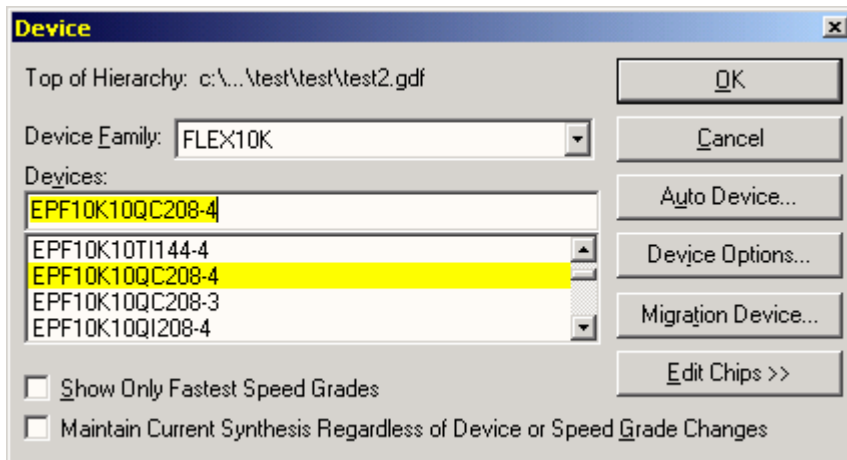 Device
Top of Hierarchy: c:\...\test\test\test2.gdf
OK
Device Family: FLEX10K
Cancel
Devices:
EPF10K10QC208-4
Auto Device...
EPF10K10TI144-4
EPF10K10QC208-4
Device Options...
EPF10K10QC208-3
EPF10K10QI208-4
Migration Device...
Edit Chips >>
Show Only Fastest Speed Grades
Maintain Current Synthesis Regardless of Device or Speed Grade Changes